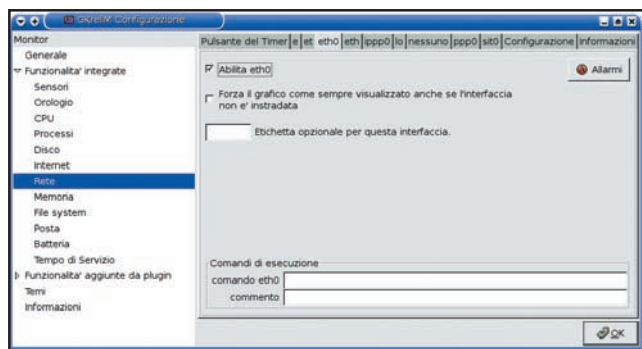 GKrellM Configurazione
Monitor
Generale
Funzionalita' integrate
Sensori
Orologio
CPU
Processi
Disco
Internet
Rete
Memoria
File system
Posta
Batteria
Tempo di Servizio
Funzionalita' aggiunte da plugin
Temi
Informazioni
Pulsante del Timer e et eth0 eth ippp0 lo nessuno ppp0 sit0 Configurazione Informazioni
Abilita eth0
Allarmi
Forza il grafico come sempre visualizzato anche se l'interfaccia
non e' instradata
Etichetta opzionale per questa interfaccia.
Comandi di esecuzione
comando eth0
commento
OK